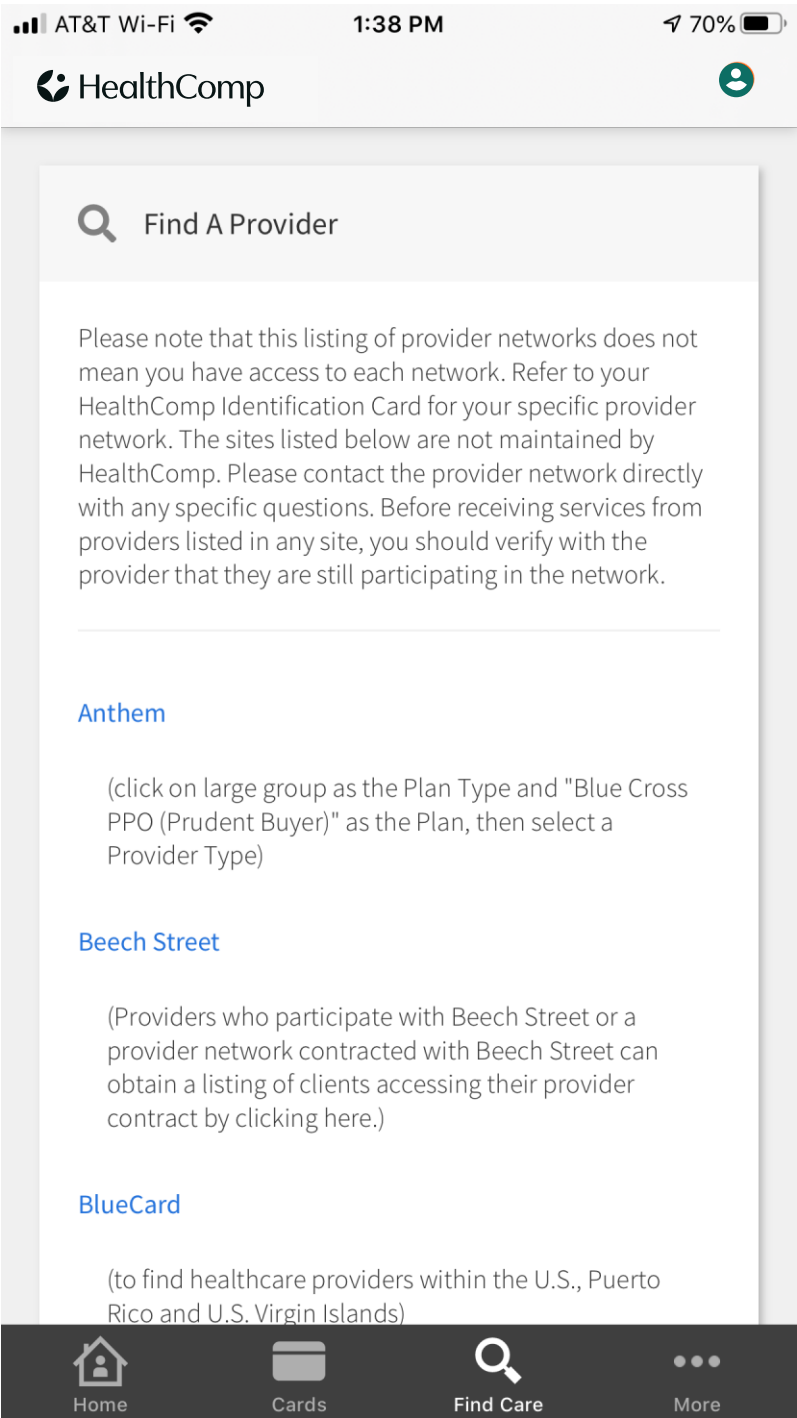 AT&T Wi-Fi 1:38 PM 70%
HealthComp
Find A Provider
Please note that this listing of provider networks does not
mean you have access to each network. Refer to your
HealthComp Identification Card for your specific provider
network. The sites listed below are not maintained by
HealthComp. Please contact the provider network directly
with any specific questions. Before receiving services from
providers listed in any site, you should verify with the
provider that they are still participating in the network.
Anthem
(click on large group as the Plan Type and "Blue Cross
PPO (Prudent Buyer)" as the Plan, then select a
Provider Type)
Beech Street
(Providers who participate with Beech Street or a
provider network contracted with Beech Street can
obtain a listing of clients accessing their provider
contract by clicking here.)
BlueCard
(to find healthcare providers within the U.S., Puerto
Rico and U.S. Virgin Islands)
Home Cards Find Care More